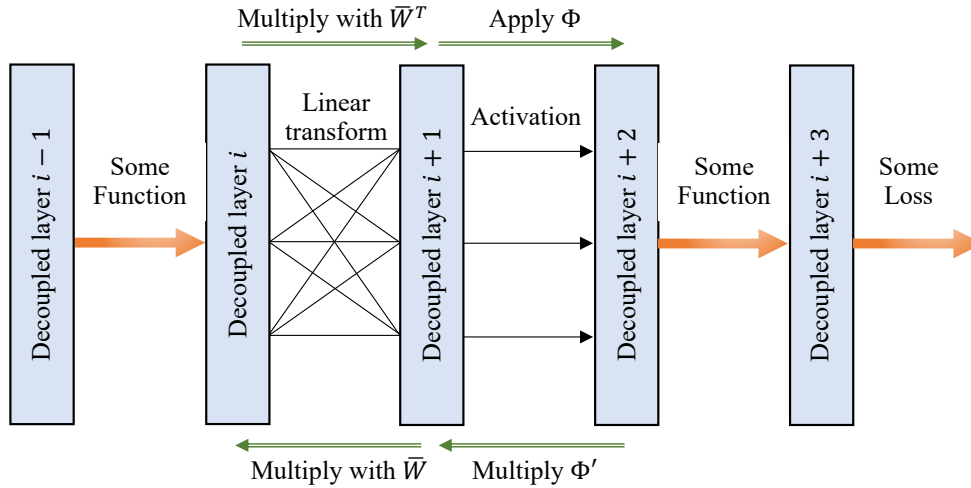 Multiply with W̄ᵀ
Apply Φ
Decoupled layer i − 1
Some
Function
Decoupled layer i
Linear
transform
Decoupled layer i + 1
Activation
Decoupled layer i + 2
Some
Function
Decoupled layer i + 3
Some
Loss
Multiply with W̄
Multiply Φ′